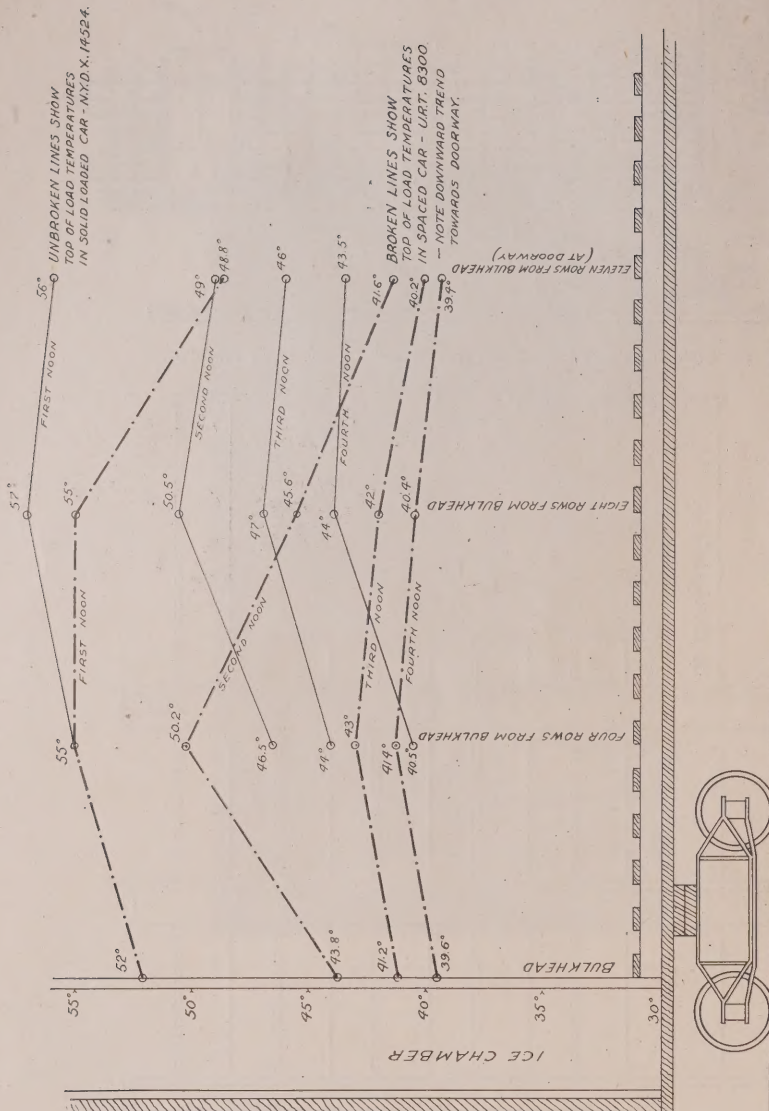 UNBROKEN LINES SHOW
TOP OF LOAD TEMPERATURES
IN SOLID LOADED CAR - N.Y.D.X. 14524.
BROKEN LINES SHOW
TOP OF LOAD TEMPERATURES
IN SPACED CAR - U.R.T. 8300.
- NOTE DOWNWARD TREND
TOWARDS DOORWAY.
57°
56°
FIRST NOON
55°
55°
FIRST NOON
52°
50.5°
49°
48.8°
SECOND NOON
50.2°
SECOND NOON
46.5°
47°
46°
THIRD NOON
45.6°
44°
44°
43.5°
FOURTH NOON
43.8°
41.6°
43°
42°
40.2°
THIRD NOON
41.2°
41.4°
40.4°
39.4°
FOURTH NOON
40.5°
39.6°
55°
50°
45°
40°
35°
30°
ICE CHAMBER
BULKHEAD
FOUR ROWS FROM BULKHEAD
EIGHT ROWS FROM BULKHEAD
ELEVEN ROWS FROM BULKHEAD
(AT DOORWAY)